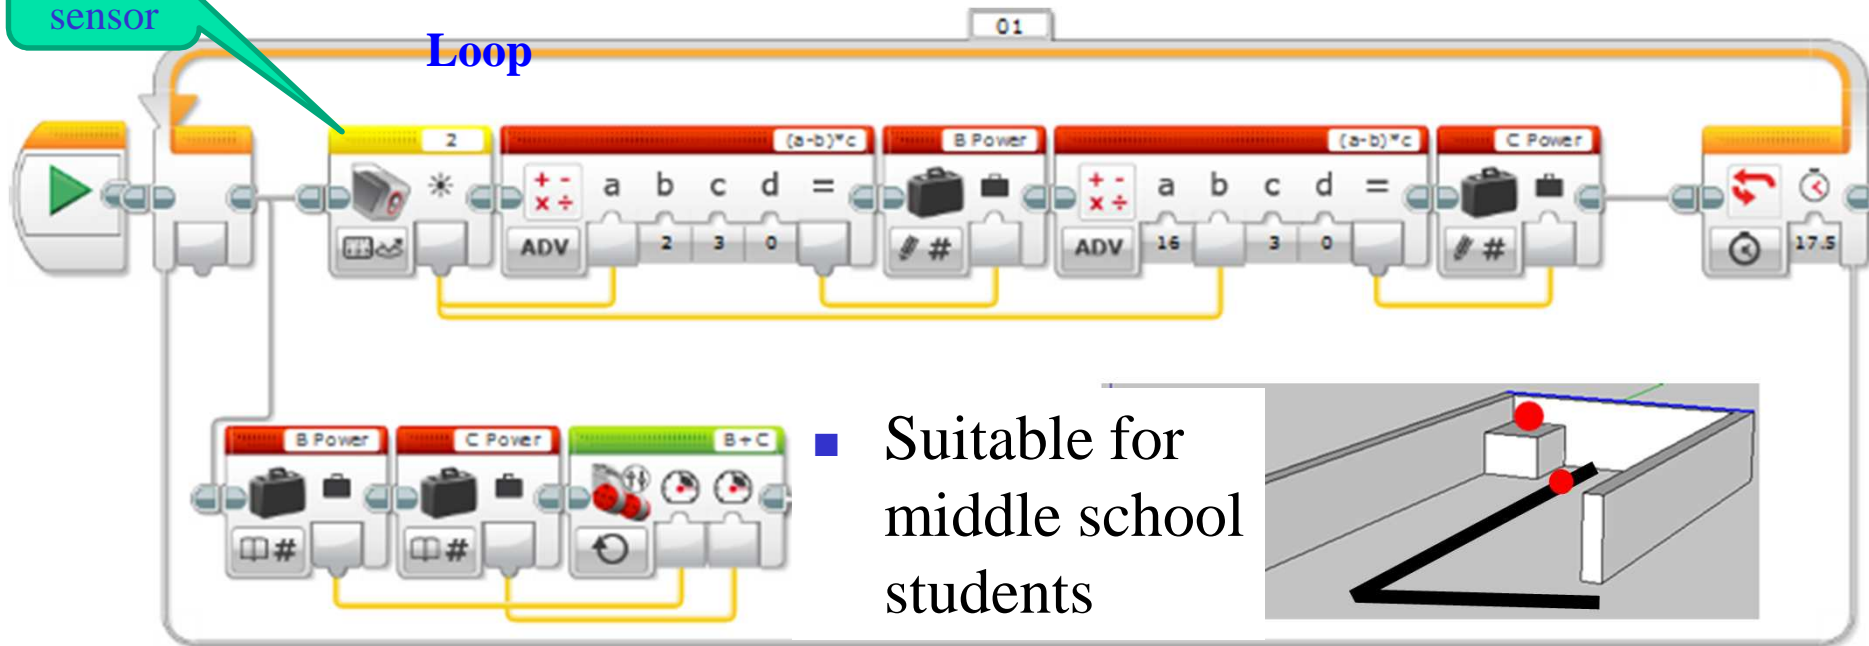 sensor
Loop
01
2
(a-b)*c
B Power
(a-b)*c
C Power
a b c d =
a b c d =
ADV 2 3 0
#
ADV 16 3 0
#
17.5
B Power
C Power
B+C
#
#
■ Suitable for
middle school
students